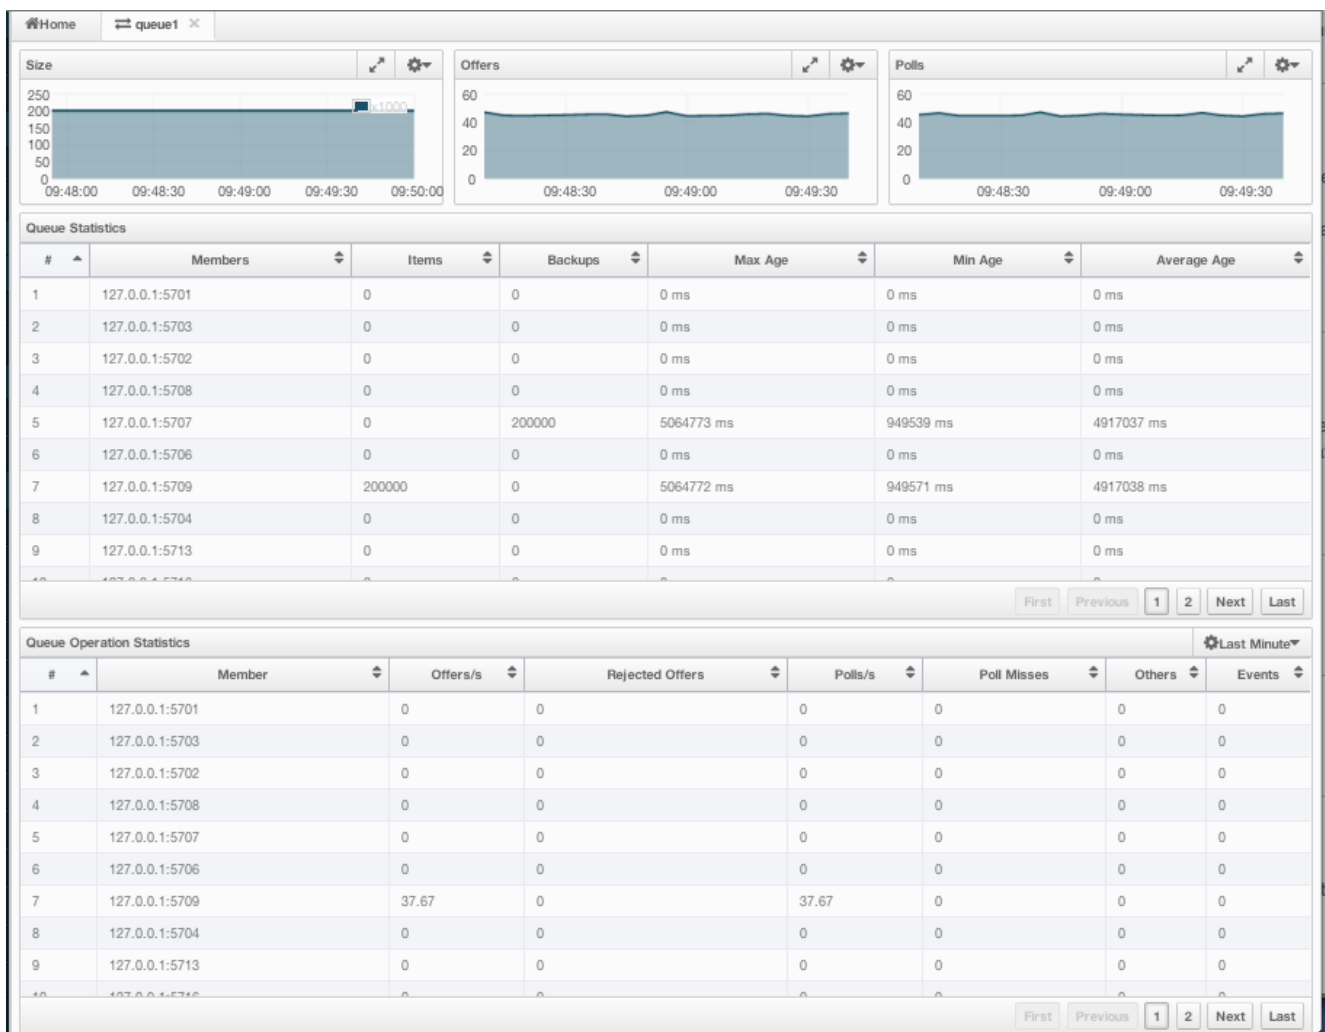 Home queue1
Size Offers Polls
250
200
150
100
50
0
x1000
09:48:00 09:48:30 09:49:00 09:49:30 09:50:00
60
40
20
0
09:48:30 09:49:00 09:49:30
60
40
20
0
09:48:30 09:49:00 09:49:30
Queue Statistics
# Members Items Backups Max Age Min Age Average Age
1 127.0.0.1:5701 0 0 0 ms 0 ms 0 ms
2 127.0.0.1:5703 0 0 0 ms 0 ms 0 ms
3 127.0.0.1:5702 0 0 0 ms 0 ms 0 ms
4 127.0.0.1:5708 0 0 0 ms 0 ms 0 ms
5 127.0.0.1:5707 0 200000 5064773 ms 949539 ms 4917037 ms
6 127.0.0.1:5706 0 0 0 ms 0 ms 0 ms
7 127.0.0.1:5709 200000 0 5064772 ms 949571 ms 4917038 ms
8 127.0.0.1:5704 0 0 0 ms 0 ms 0 ms
9 127.0.0.1:5713 0 0 0 ms 0 ms 0 ms
First Previous 1 2 Next Last
Queue Operation Statistics Last Minute
# Member Offers/s Rejected Offers Polls/s Poll Misses Others Events
1 127.0.0.1:5701 0 0 0 0 0 0
2 127.0.0.1:5703 0 0 0 0 0 0
3 127.0.0.1:5702 0 0 0 0 0 0
4 127.0.0.1:5708 0 0 0 0 0 0
5 127.0.0.1:5707 0 0 0 0 0 0
6 127.0.0.1:5706 0 0 0 0 0 0
7 127.0.0.1:5709 37.67 0 37.67 0 0 0
8 127.0.0.1:5704 0 0 0 0 0 0
9 127.0.0.1:5713 0 0 0 0 0 0
First Previous 1 2 Next Last